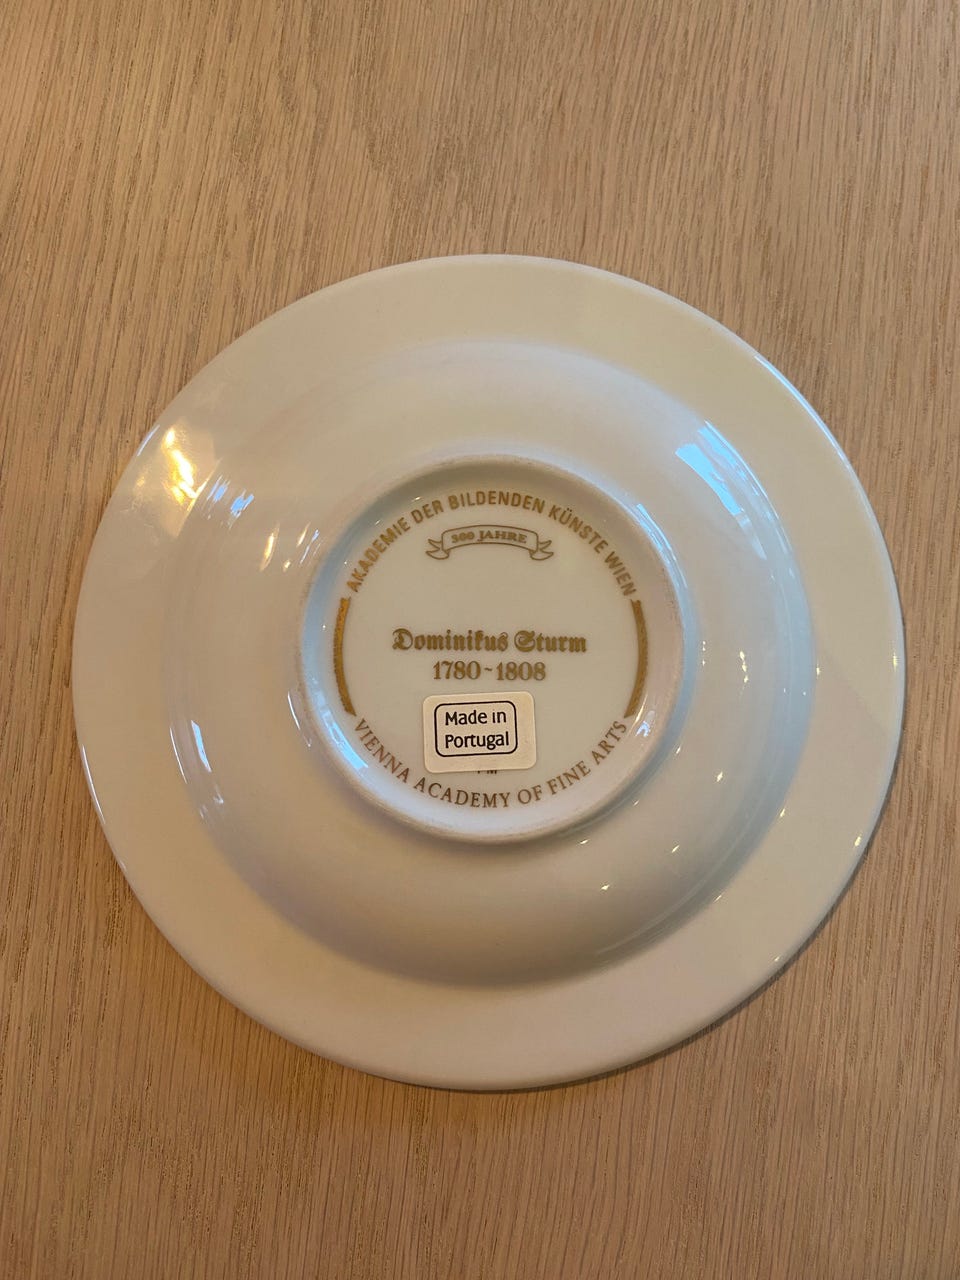 AKADEMIE DER BILDENDEN KÜNSTE WIEN
300 JAHRE
Dominikus Sturm
1780~1808
Made in
Portugal
VIENNA ACADEMY OF FINE ARTS